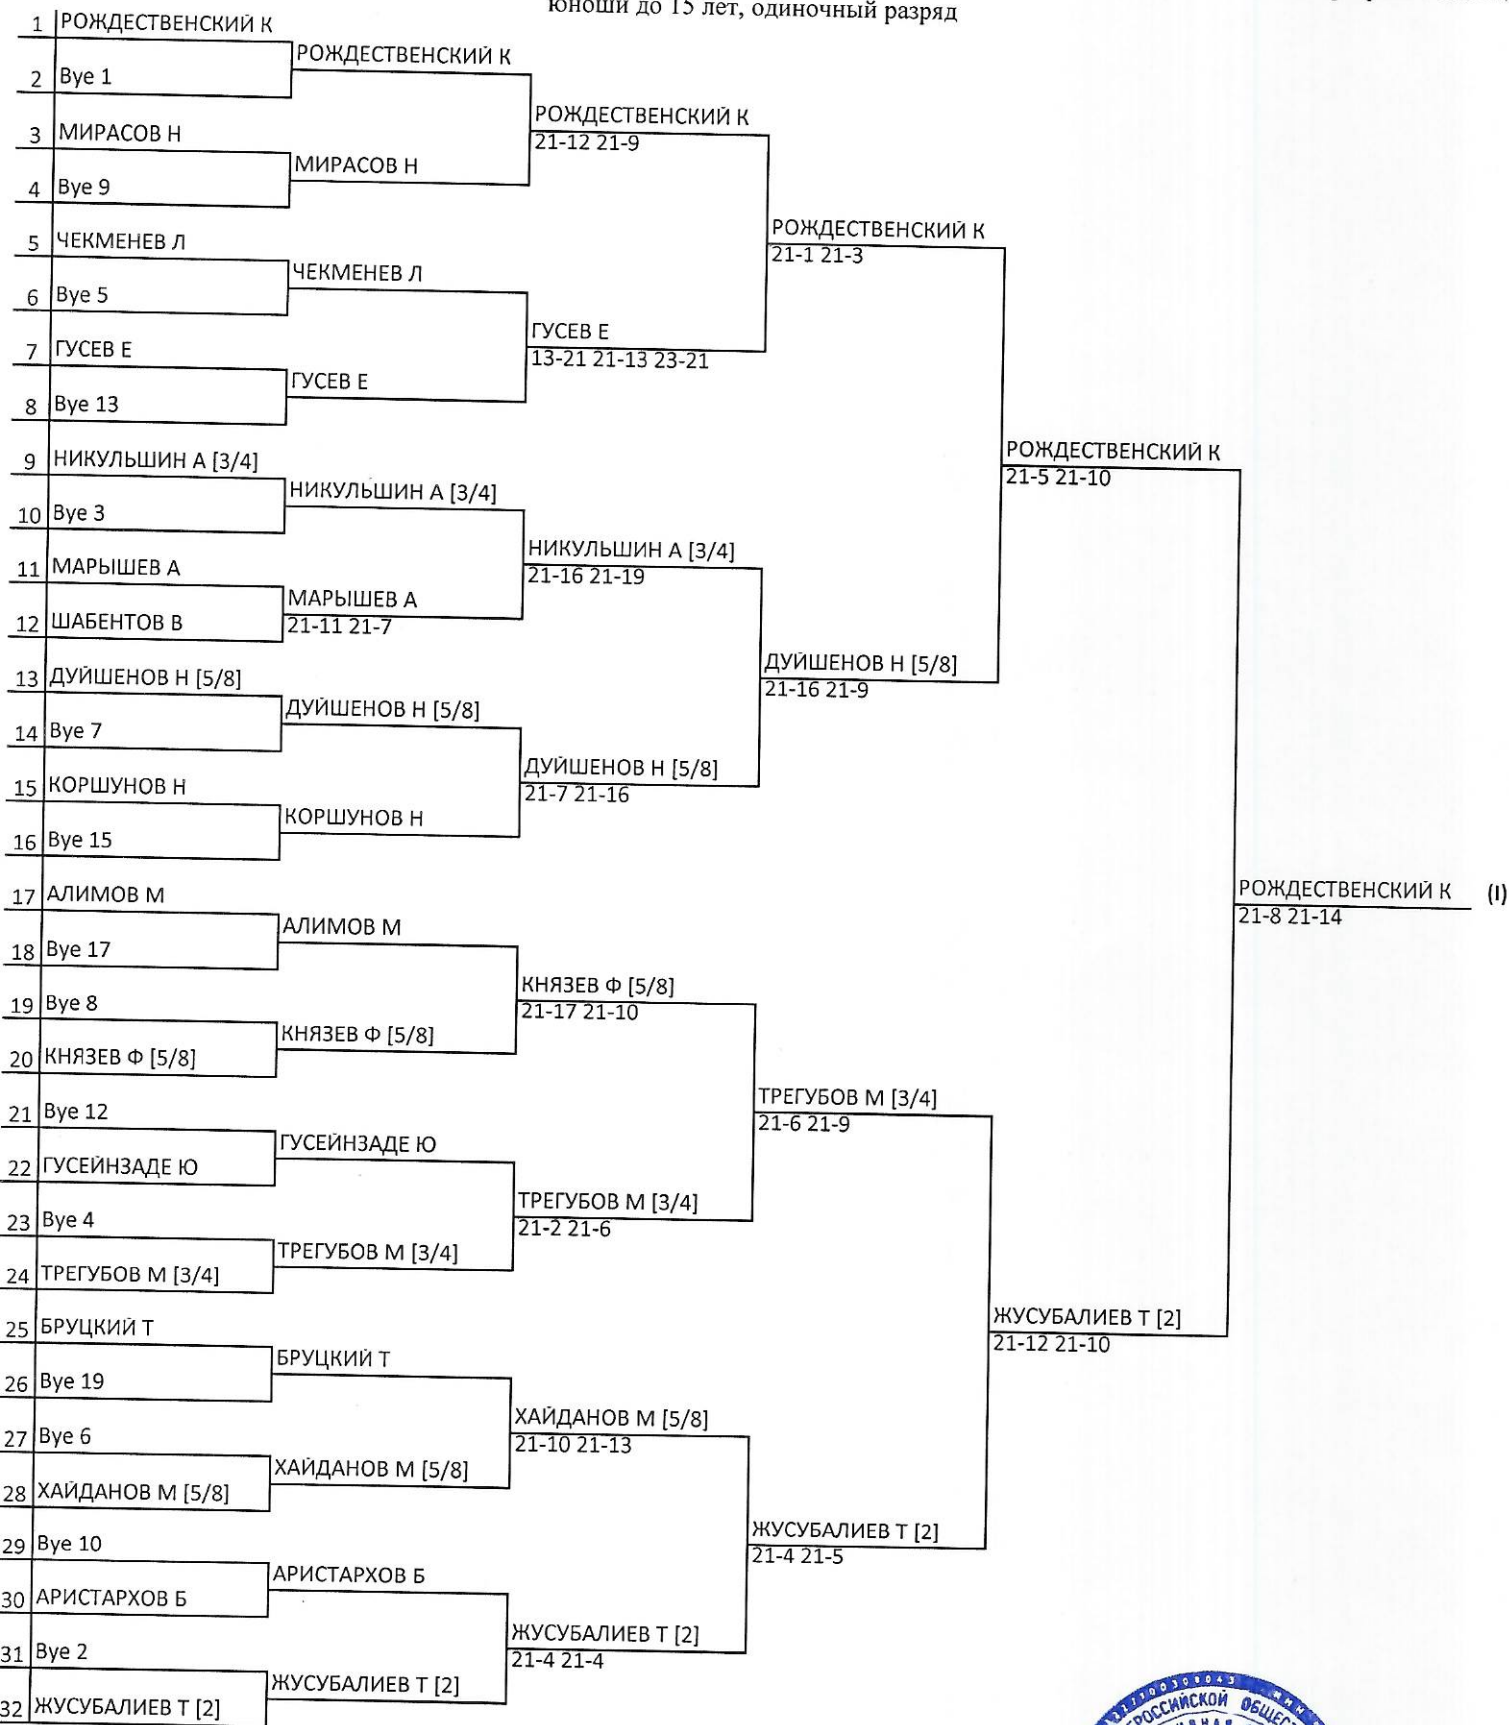 юноши до 15 лет, одиночный разряд
1 РОЖДЕСТВЕНСКИЙ К
РОЖДЕСТВЕНСКИЙ К
2 Bye 1
РОЖДЕСТВЕНСКИЙ К
21-12 21-9
3 МИРАСОВ Н
МИРАСОВ Н
4 Bye 9
РОЖДЕСТВЕНСКИЙ К
21-1 21-3
5 ЧЕКМЕНЕВ Л
ЧЕКМЕНЕВ Л
6 Bye 5
ГУСЕВ Е
13-21 21-13 23-21
7 ГУСЕВ Е
ГУСЕВ Е
8 Bye 13
РОЖДЕСТВЕНСКИЙ К
21-5 21-10
9 НИКУЛЬШИН А [3/4]
НИКУЛЬШИН А [3/4]
10 Bye 3
НИКУЛЬШИН А [3/4]
21-16 21-19
11 МАРЫШЕВ А
МАРЫШЕВ А
21-11 21-7
12 ШАБЕНТОВ В
ДУЙШЕНОВ Н [5/8]
21-16 21-9
13 ДУЙШЕНОВ Н [5/8]
ДУЙШЕНОВ Н [5/8]
14 Bye 7
ДУЙШЕНОВ Н [5/8]
21-7 21-16
15 КОРШУНОВ Н
КОРШУНОВ Н
16 Bye 15
РОЖДЕСТВЕНСКИЙ К (I)
21-8 21-14
17 АЛИМОВ М
АЛИМОВ М
18 Bye 17
КНЯЗЕВ Ф [5/8]
21-17 21-10
19 Bye 8
КНЯЗЕВ Ф [5/8]
20 КНЯЗЕВ Ф [5/8]
ТРЕГУБОВ М [3/4]
21-6 21-9
21 Bye 12
ГУСЕЙНЗАДЕ Ю
22 ГУСЕЙНЗАДЕ Ю
ТРЕГУБОВ М [3/4]
21-2 21-6
23 Bye 4
ТРЕГУБОВ М [3/4]
24 ТРЕГУБОВ М [3/4]
ЖУСУБАЛИЕВ Т [2]
21-12 21-10
25 БРУЦКИЙ Т
БРУЦКИЙ Т
26 Bye 19
ХАЙДАНОВ М [5/8]
21-10 21-13
27 Bye 6
ХАЙДАНОВ М [5/8]
28 ХАЙДАНОВ М [5/8]
ЖУСУБАЛИЕВ Т [2]
21-4 21-5
29 Bye 10
АРИСТАРХОВ Б
30 АРИСТАРХОВ Б
ЖУСУБАЛИЕВ Т [2]
21-4 21-4
31 Bye 2
ЖУСУБАЛИЕВ Т [2]
32 ЖУСУБАЛИЕВ Т [2]